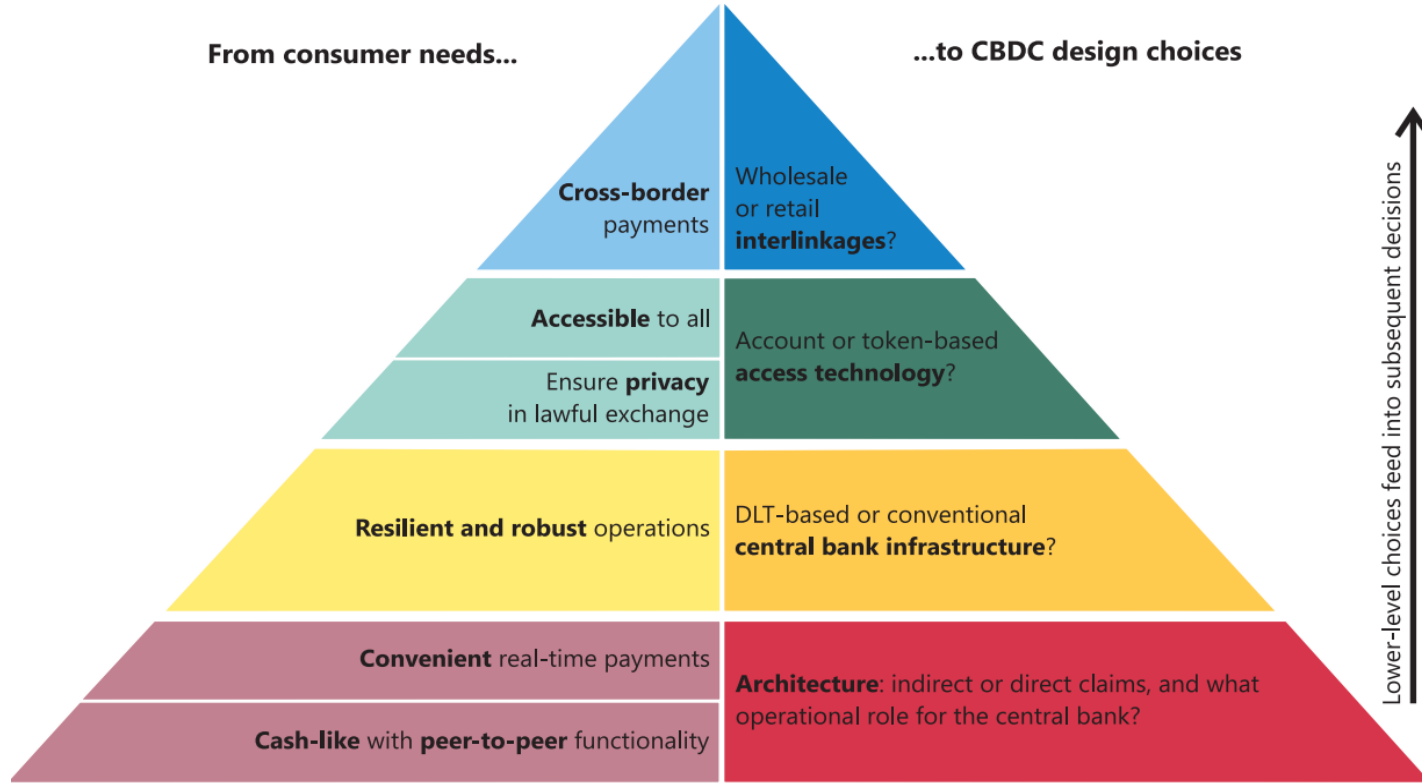 From consumer needs...
...to CBDC design choices
Cross-border
payments
Wholesale
or retail
interlinkages?
Accessible to all
Ensure privacy
in lawful exchange
Account or token-based
access technology?
Resilient and robust operations
DLT-based or conventional
central bank infrastructure?
Convenient real-time payments
Cash-like with peer-to-peer functionality
Architecture: indirect or direct claims, and what
operational role for the central bank?
Lower-level choices feed into subsequent decisions